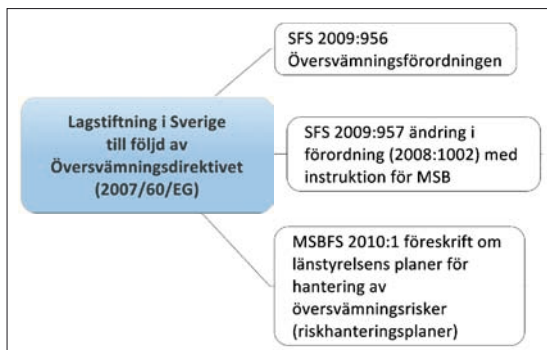 Lagstiftning i Sverige
till följd av
Översvämningsdirektivet
(2007/60/EG)
SFS 2009:956
Översvämningsförordningen
SFS 2009:957 ändring i
förordning (2008:1002) med
instruktion för MSB
MSBFS 2010:1 föreskrift om
länstyrelsens planer för
hantering av
översvämningsrisker
(riskhanteringsplaner)